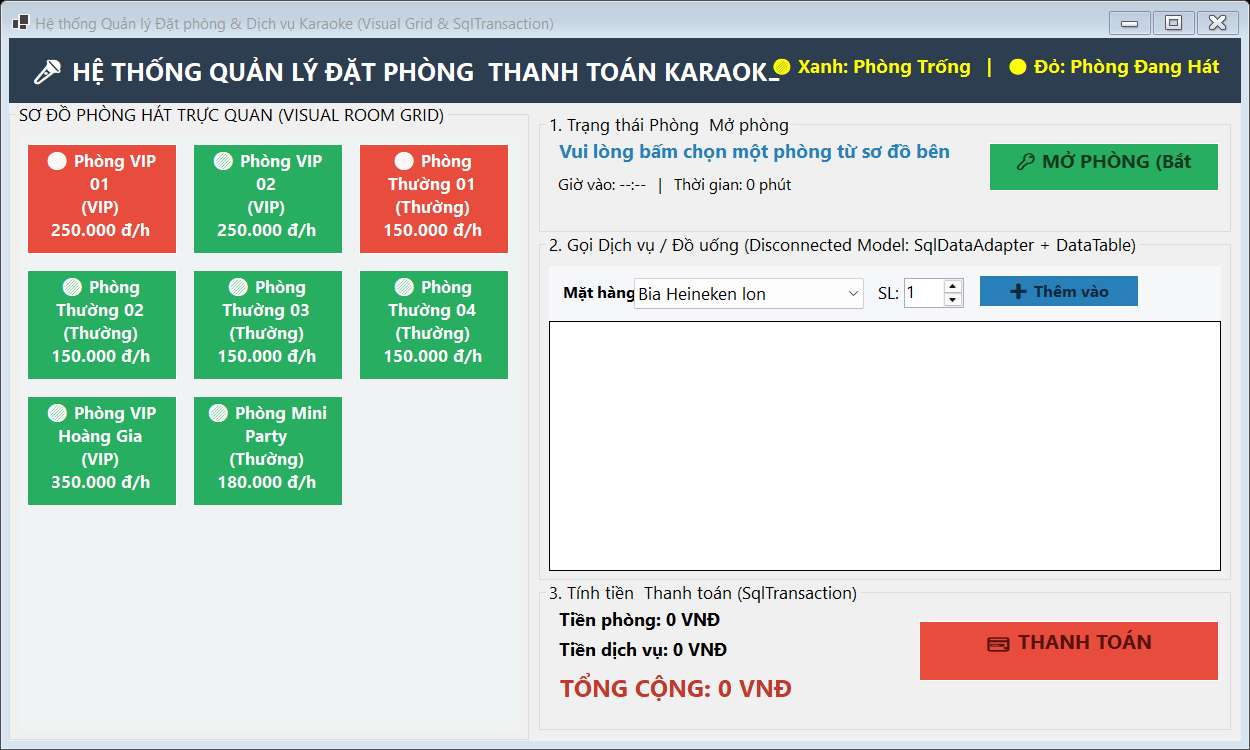 Hệ thống Quản lý Đặt phòng & Dịch vụ Karaoke (Visual Grid & SqlTransaction)
HỆ THỐNG QUẢN LÝ ĐẶT PHÒNG  THANH TOÁN KARAOK
Xanh: Phòng Trống | Đỏ: Phòng Đang Hát
SƠ ĐỒ PHÒNG HÁT TRỰC QUAN (VISUAL ROOM GRID)
Phòng VIP
01
(VIP)
250.000 đ/h
Phòng VIP
02
(VIP)
250.000 đ/h
Phòng
Thường 01
(Thường)
150.000 đ/h
Phòng
Thường 02
(Thường)
150.000 đ/h
Phòng
Thường 03
(Thường)
150.000 đ/h
Phòng
Thường 04
(Thường)
150.000 đ/h
Phòng VIP
Hoàng Gia
(VIP)
350.000 đ/h
Phòng Mini
Party
(Thường)
180.000 đ/h
1. Trạng thái Phòng  Mở phòng
Vui lòng bấm chọn một phòng từ sơ đồ bên
Giờ vào: --:-- | Thời gian: 0 phút
MỞ PHÒNG (Bắt
2. Gọi Dịch vụ / Đồ uống (Disconnected Model: SqlDataAdapter + DataTable)
Mặt hàng Bia Heineken lon SL: 1 Thêm vào
3. Tính tiền  Thanh toán (SqlTransaction)
Tiền phòng: 0 VNĐ
Tiền dịch vụ: 0 VNĐ
TỔNG CỘNG: 0 VNĐ
THANH TOÁN